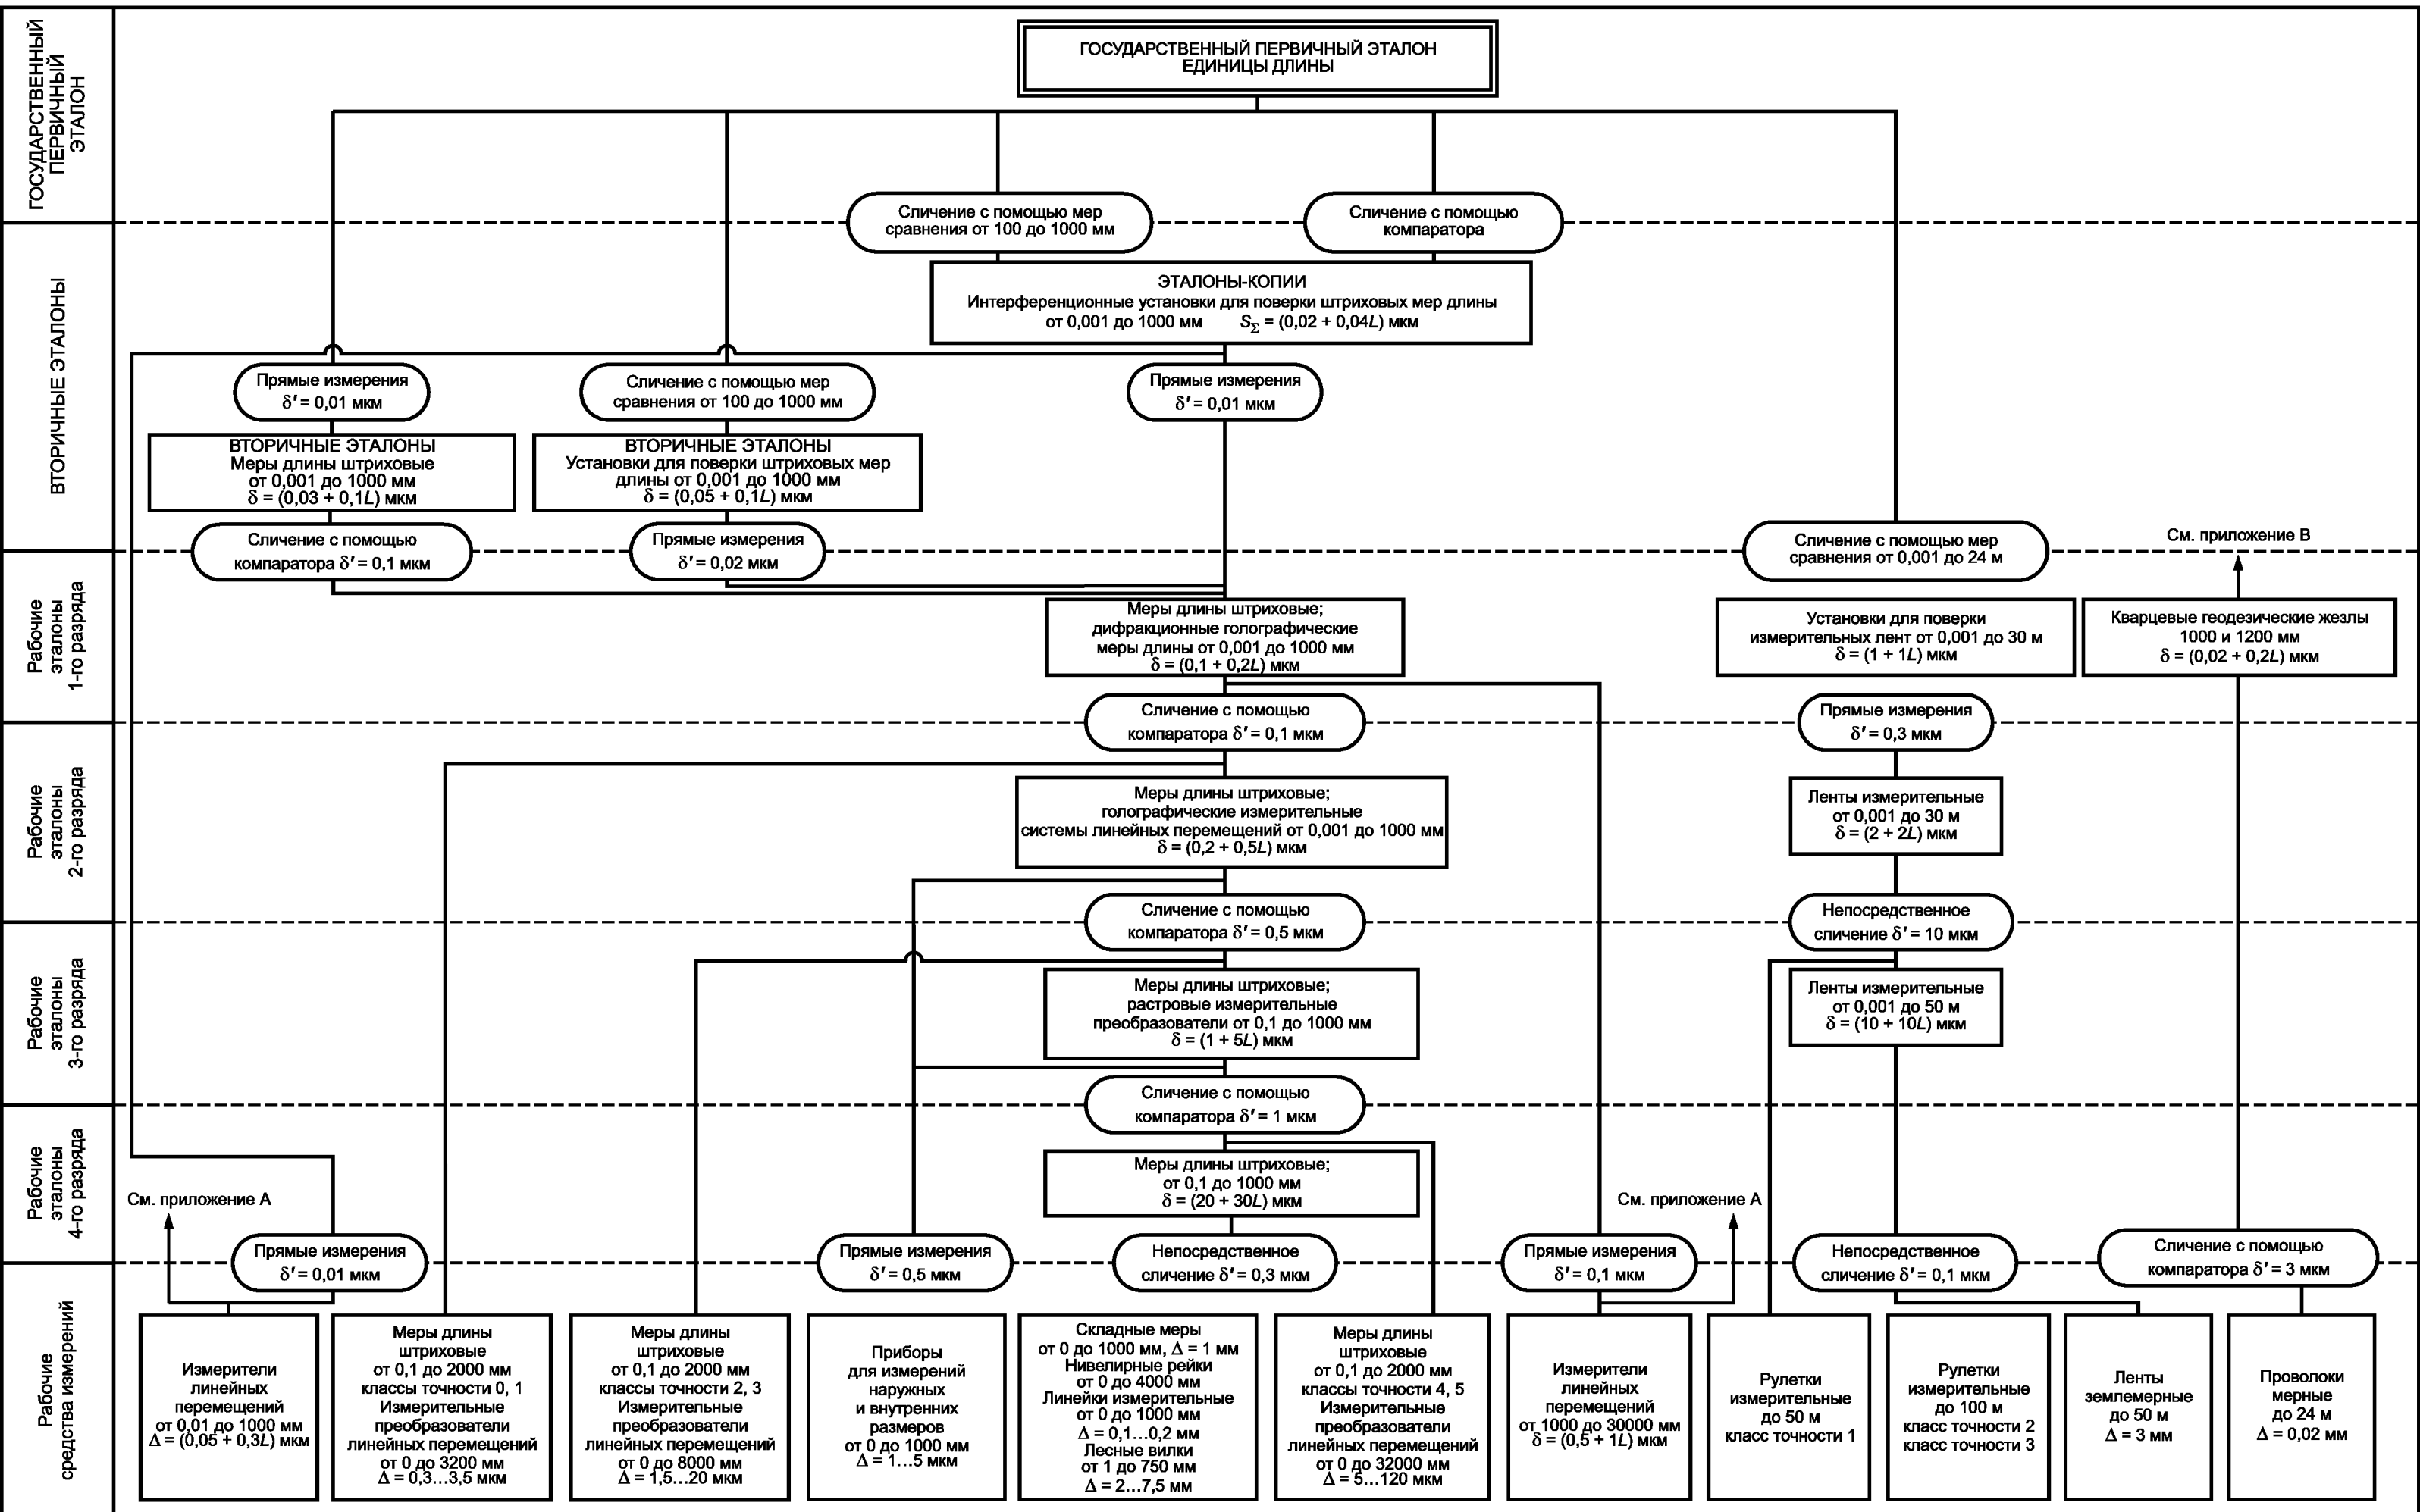 ГОСУДАРСТВЕННЫЙ
ПЕРВИЧНЫЙ
ЭТАЛОН
ГОСУДАРСТВЕННЫЙ ПЕРВИЧНЫЙ ЭТАЛОН
ЕДИНИЦЫ ДЛИНЫ
Сличение с помощью мер
сравнения от 100 до 1000 мм
Сличение с помощью
компаратора
ВТОРИЧНЫЕ ЭТАЛОНЫ
ЭТАЛОНЫ-КОПИИ
Интерференционные установки для поверки штриховых мер длины
от 0,001 до 1000 мм S_Σ = (0,02 + 0,04L) мкм
Прямые измерения
δ′ = 0,01 мкм
Сличение с помощью мер
сравнения от 100 до 1000 мм
Прямые измерения
δ′ = 0,01 мкм
ВТОРИЧНЫЕ ЭТАЛОНЫ
Меры длины штриховые
от 0,001 до 1000 мм
δ = (0,03 + 0,1L) мкм
ВТОРИЧНЫЕ ЭТАЛОНЫ
Установки для поверки штриховых мер
длины от 0,001 до 1000 мм
δ = (0,05 + 0,1L) мкм
Сличение с помощью
компаратора δ′ = 0,1 мкм
Прямые измерения
δ′ = 0,02 мкм
Сличение с помощью мер
сравнения от 0,001 до 24 м
См. приложение В
Рабочие
эталоны
1-го разряда
Меры длины штриховые;
дифракционные голографические
меры длины от 0,001 до 1000 мм
δ = (0,1 + 0,2L) мкм
Установки для поверки
измерительных лент от 0,001 до 30 м
δ = (1 + 1L) мкм
Кварцевые геодезические жезлы
1000 и 1200 мм
δ = (0,02 + 0,2L) мкм
Сличение с помощью
компаратора δ′ = 0,1 мкм
Прямые измерения
δ′ = 0,3 мкм
Рабочие
эталоны
2-го разряда
Меры длины штриховые;
голографические измерительные
системы линейных перемещений от 0,001 до 1000 мм
δ = (0,2 + 0,5L) мкм
Ленты измерительные
от 0,001 до 30 м
δ = (2 + 2L) мкм
Сличение с помощью
компаратора δ′ = 0,5 мкм
Непосредственное
сличение δ′ = 10 мкм
Рабочие
эталоны
3-го разряда
Меры длины штриховые;
растровые измерительные
преобразователи от 0,1 до 1000 мм
δ = (1 + 5L) мкм
Ленты измерительные
от 0,001 до 50 м
δ = (10 + 10L) мкм
Сличение с помощью
компаратора δ′ = 1 мкм
Рабочие
эталоны
4-го разряда
Меры длины штриховые;
от 0,1 до 1000 мм
δ = (20 + 30L) мкм
См. приложение А
См. приложение А
Прямые измерения
δ′ = 0,01 мкм
Прямые измерения
δ′ = 0,5 мкм
Непосредственное
сличение δ′ = 0,3 мкм
Прямые измерения
δ′ = 0,1 мкм
Непосредственное
сличение δ′ = 0,1 мкм
Сличение с помощью
компаратора δ′ = 3 мкм
Рабочие
средства измерений
Измерители
линейных
перемещений
от 0,01 до 1000 мм
Δ = (0,05 + 0,3L) мкм
Меры длины
штриховые
от 0,1 до 2000 мм
классы точности 0, 1
Измерительные
преобразователи
линейных перемещений
от 0 до 3200 мм
Δ = 0,3...3,5 мкм
Меры длины
штриховые
от 0,1 до 2000 мм
классы точности 2, 3
Измерительные
преобразователи
линейных перемещений
от 0 до 8000 мм
Δ = 1,5...20 мкм
Приборы
для измерений
наружных
и внутренних
размеров
от 0 до 1000 мм
Δ = 1...5 мкм
Складные меры
от 0 до 1000 мм, Δ = 1 мм
Нивелирные рейки
от 0 до 4000 мм
Линейки измерительные
от 0 до 1000 мм
Δ = 0,1...0,2 мм
Лесные вилки
от 1 до 750 мм
Δ = 2...7,5 мм
Меры длины
штриховые
от 0,1 до 2000 мм
классы точности 4, 5
Измерительные
преобразователи
линейных перемещений
от 0 до 32000 мм
Δ = 5...120 мкм
Измерители
линейных
перемещений
от 1000 до 30000 мм
δ = (0,5 + 1L) мкм
Рулетки
измерительные
до 50 м
класс точности 1
Рулетки
измерительные
до 100 м
класс точности 2
класс точности 3
Ленты
землемерные
до 50 м
Δ = 3 мм
Проволоки
мерные
до 24 м
Δ = 0,02 мм